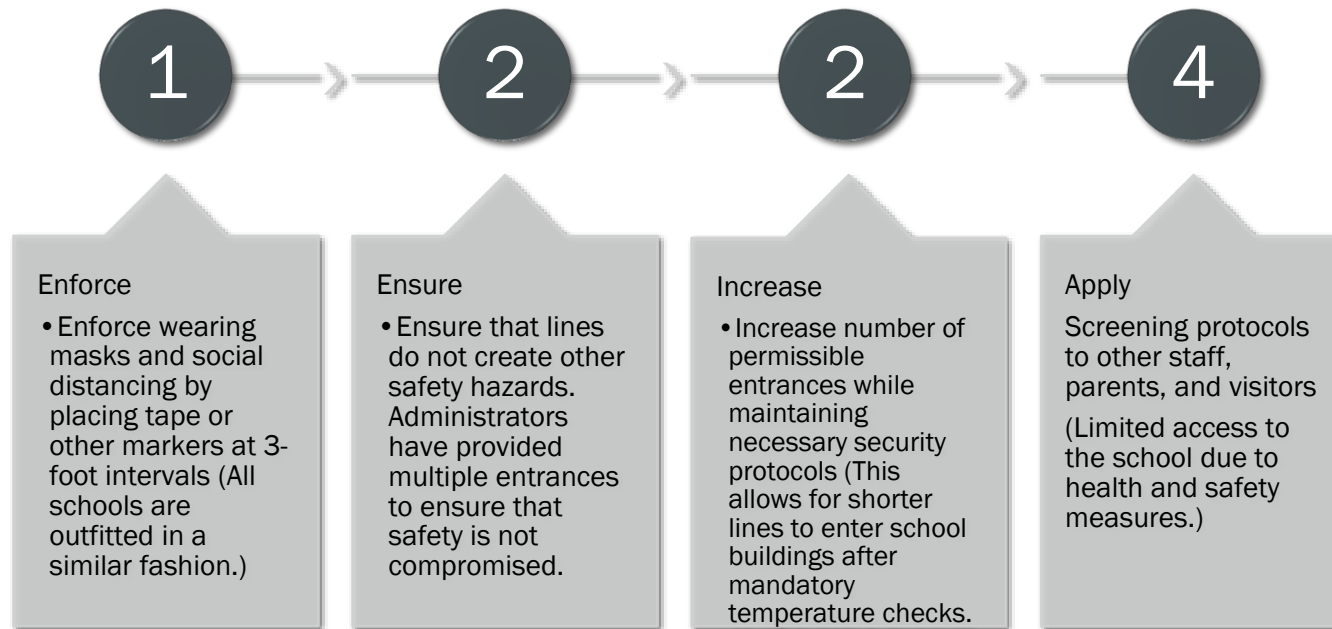 1
2
2
4
Enforce
•Enforce wearing
masks and social
distancing by
placing tape or
other markers at 3-
foot intervals (All
schools are
outfitted in a
similar fashion.)
Ensure
•Ensure that lines
do not create other
safety hazards.
Administrators
have provided
multiple entrances
to ensure that
safety is not
compromised.
Increase
•Increase number of
permissible
entrances while
maintaining
necessary security
protocols (This
allows for shorter
lines to enter school
buildings after
mandatory
temperature checks.
Apply
Screening protocols
to other staff,
parents, and visitors
(Limited access to
the school due to
health and safety
measures.)